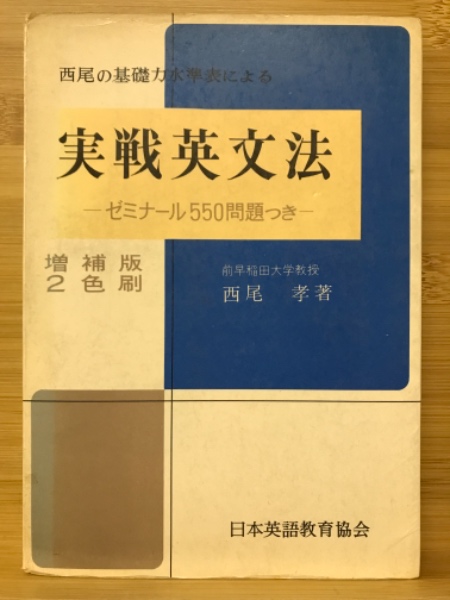 西尾の基礎力水準表による
実戦英文法
―ゼミナール550問題つき―
増補版
2色刷
前早稲田大学教授
西尾 孝著
日本英語教育協会